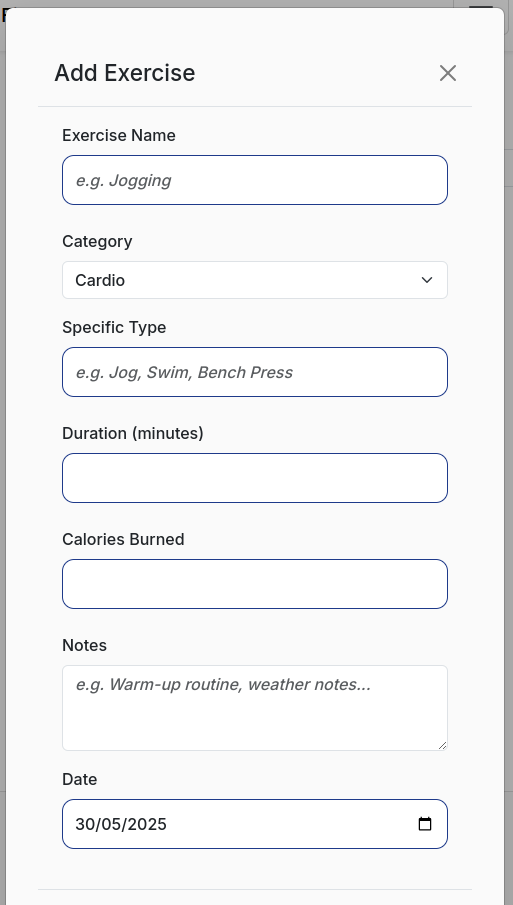 Add Exercise
Exercise Name
e.g. Jogging
Category
Cardio
Specific Type
e.g. Jog, Swim, Bench Press
Duration (minutes)
Calories Burned
Notes
e.g. Warm-up routine, weather notes...
Date
30/05/2025